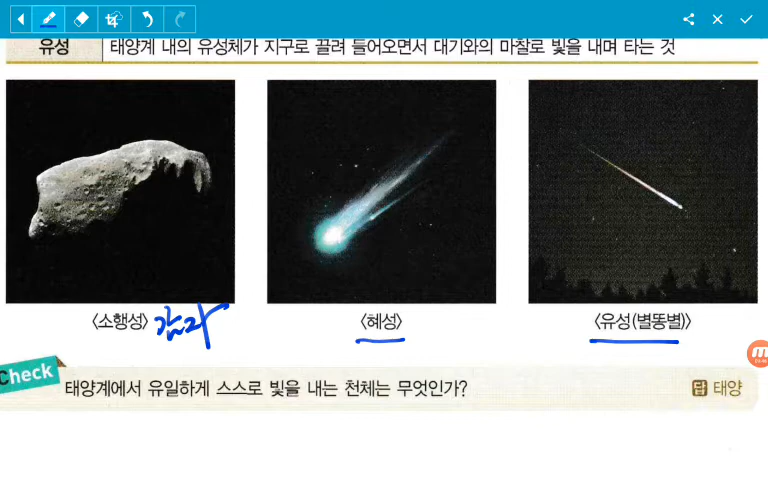 유성 태양계 내의 유성체가 지구로 끌려 들어오면서 대기와의 마찰로 빛을 내며 타는 것
〈소행성〉 감자 〈혜성〉 〈유성(별똥별)〉
Check 태양계에서 유일하게 스스로 빛을 내는 천체는 무엇인가? 답 태양